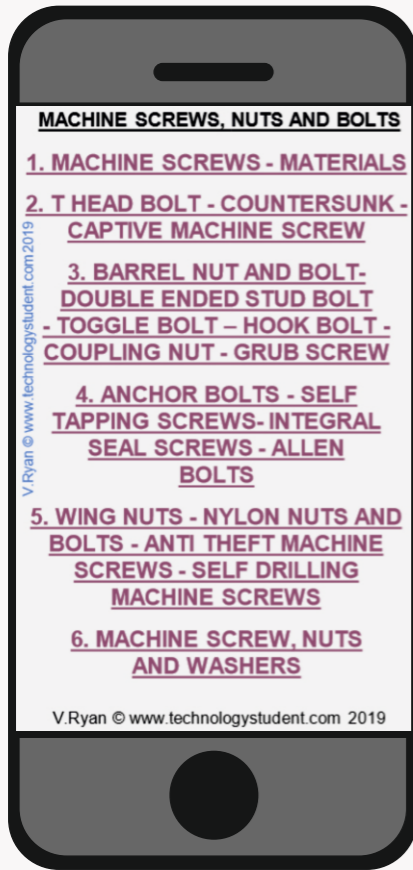 MACHINE SCREWS, NUTS AND BOLTS
1. MACHINE SCREWS - MATERIALS
2. T HEAD BOLT - COUNTERSUNK -
CAPTIVE MACHINE SCREW
3. BARREL NUT AND BOLT-
DOUBLE ENDED STUD BOLT
- TOGGLE BOLT – HOOK BOLT -
COUPLING NUT - GRUB SCREW
4. ANCHOR BOLTS - SELF
TAPPING SCREWS- INTEGRAL
SEAL SCREWS - ALLEN
BOLTS
5. WING NUTS - NYLON NUTS AND
BOLTS - ANTI THEFT MACHINE
SCREWS - SELF DRILLING
MACHINE SCREWS
6. MACHINE SCREW, NUTS
AND WASHERS
V.Ryan © www.technologystudent.com 2019
V.Ryan © www.technologystudent.com 2019